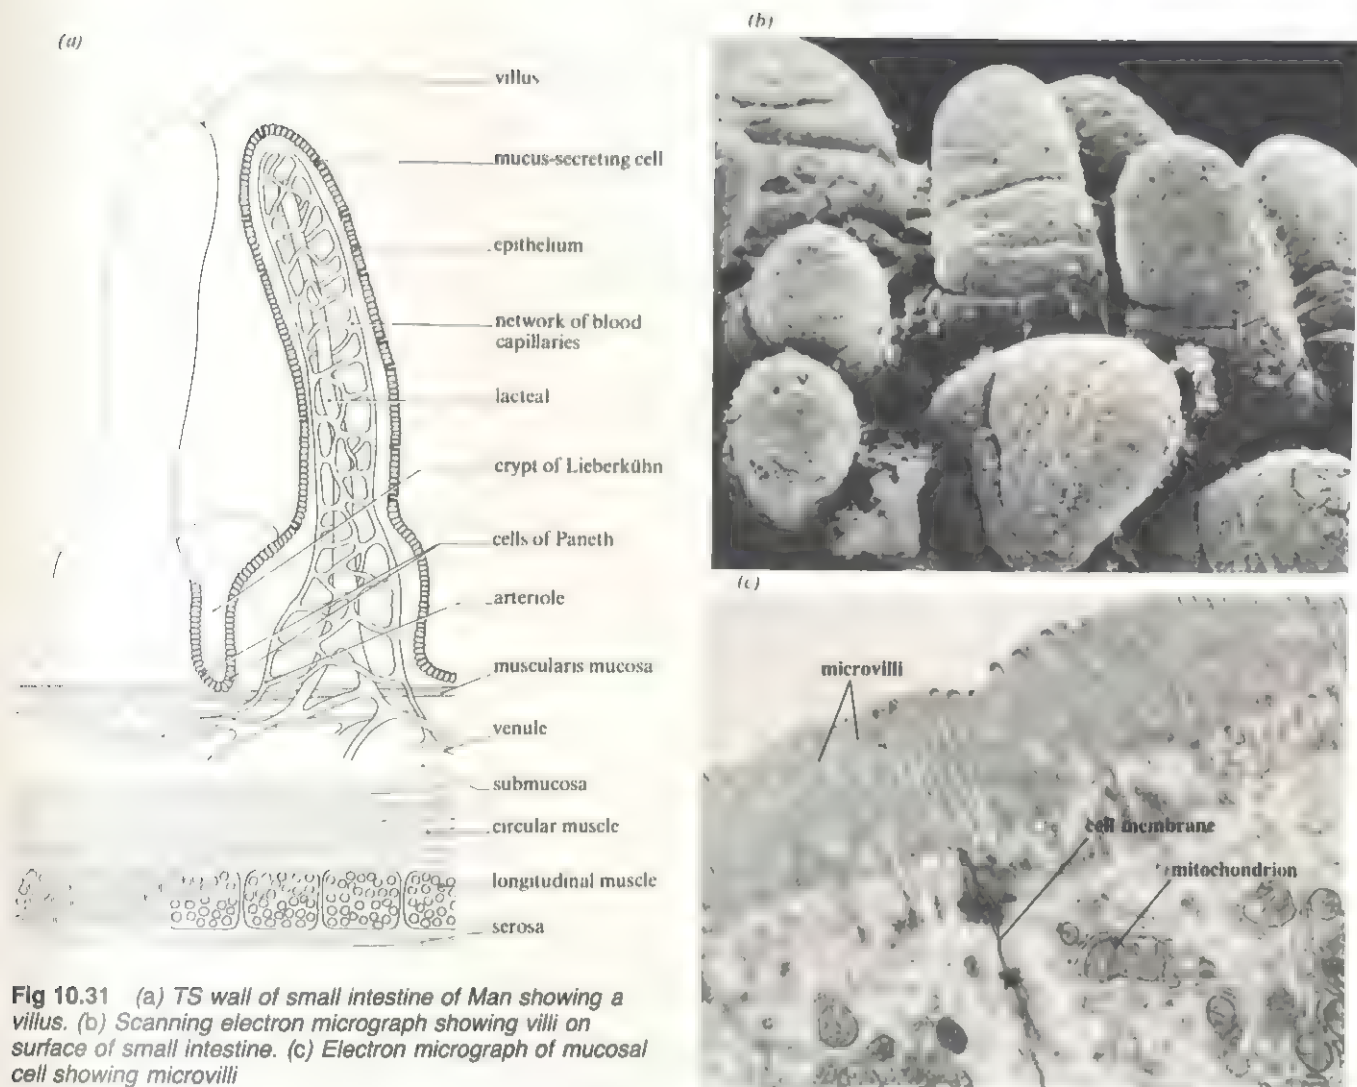 (a)
villus
mucus-secreting cell
epithelium
network of blood
capillaries
lacteal
crypt of Lieberkühn
cells of Paneth
arteriole
muscularis mucosa
venule
submucosa
circular muscle
longitudinal muscle
serosa
Fig 10.31 (a) TS wall of small intestine of Man showing a
villus. (b) Scanning electron micrograph showing villi on
surface of small intestine. (c) Electron micrograph of mucosal
cell showing microvilli
(b)
(c)
microvilli
cell membrane
mitochondrion